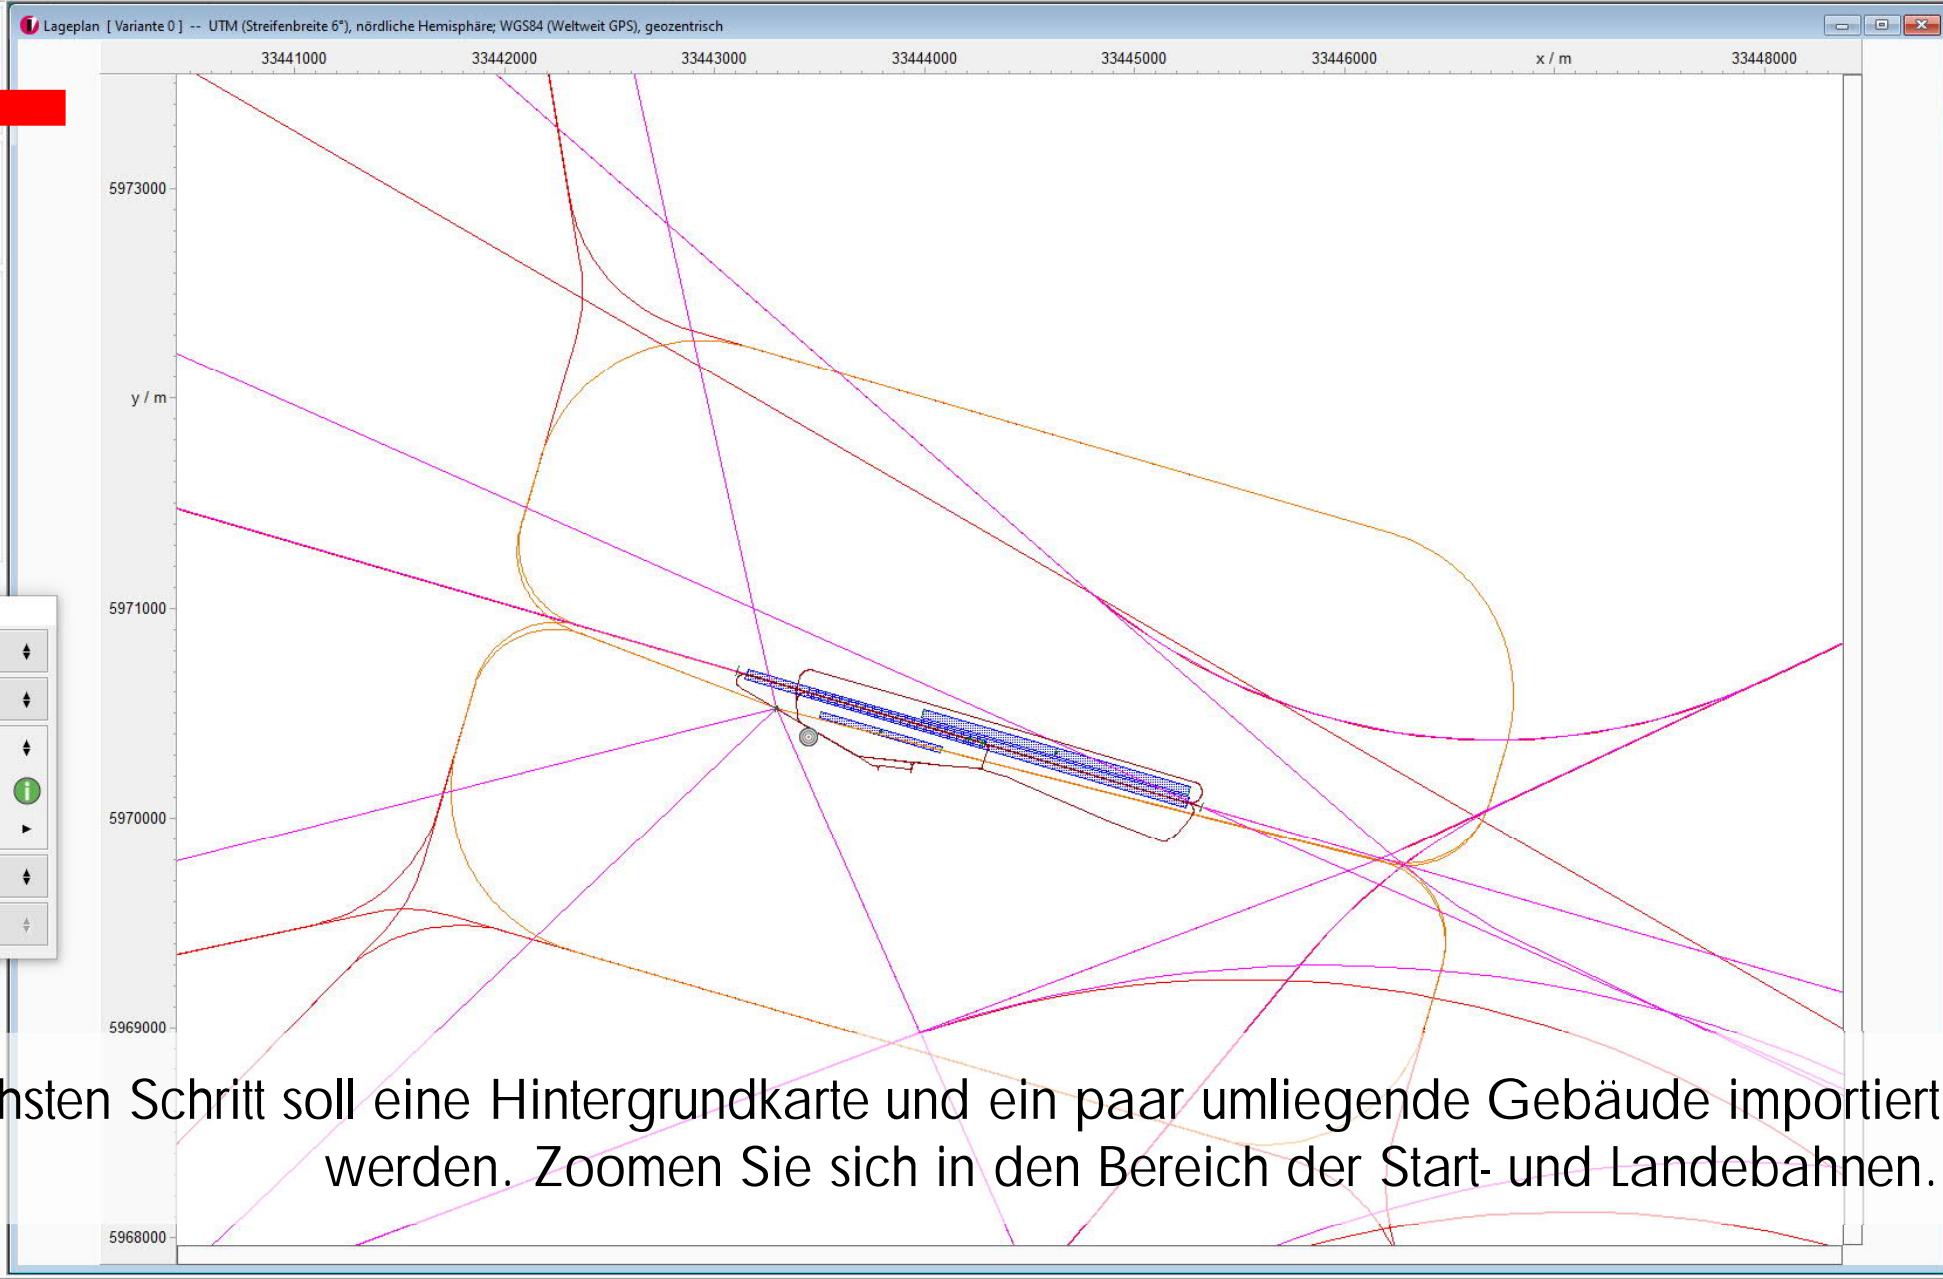 Lageplan [ Variante 0 ] -- UTM (Streifenbreite 6°), nördliche Hemisphäre; WGS84 (Weltweit GPS), geozentrisch
33441000 33442000 33443000 33444000 33445000 33446000 x / m 33448000
5973000
y / m
5971000
5970000
5969000
hsten Schritt soll eine Hintergrundkarte und ein paar umliegende Gebäude importiert
werden. Zoomen Sie sich in den Bereich der Start- und Landebahnen.
5968000